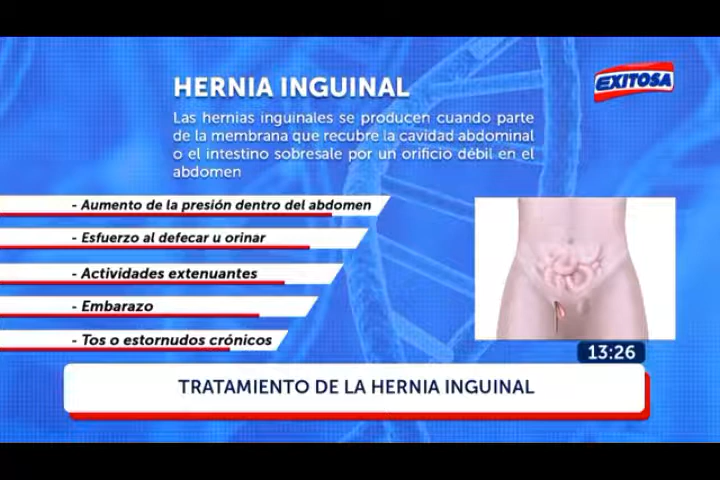 HERNIA INGUINAL
EXITOSA
Las hernias inguinales se producen cuando parte
de la membrana que recubre la cavidad abdominal
o el intestino sobresale por un orificio débil en el
abdomen
- Aumento de la presión dentro del abdomen
- Esfuerzo al defecar u orinar
- Actividades extenuantes
- Embarazo
- Tos o estornudos crónicos
13:26
TRATAMIENTO DE LA HERNIA INGUINAL